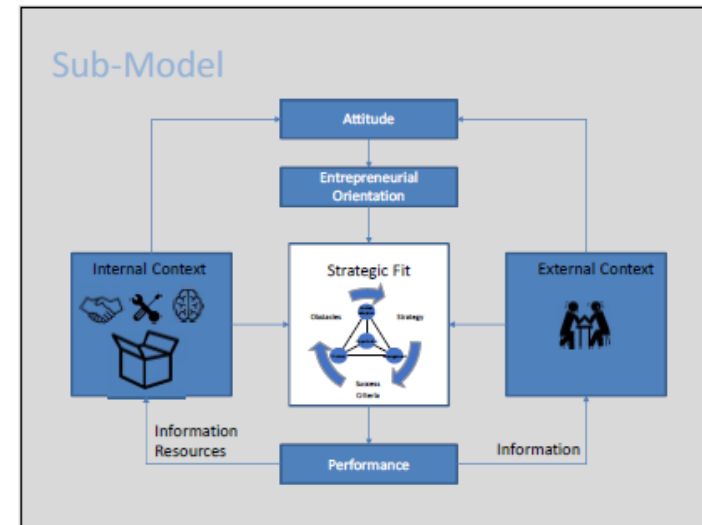 Sub-Model
Attitude
Entrepreneurial
Orientation
Internal Context
Strategic Fit
External Context
Obstacles
Strategy
Success
Criteria
Information
Resources
Performance
Information